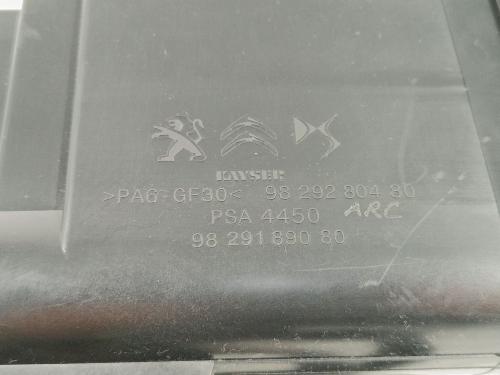 KAYSER
>PA6-GF30< 98 292 804 80
PSA 4450 ARC
98 291 890 80